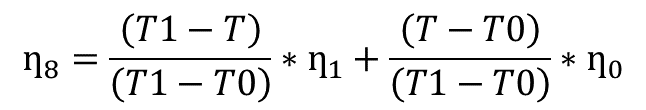 η₈ = (T1 − T)/(T1 − T0) * η₁ + (T − T0)/(T1 − T0) * η₀